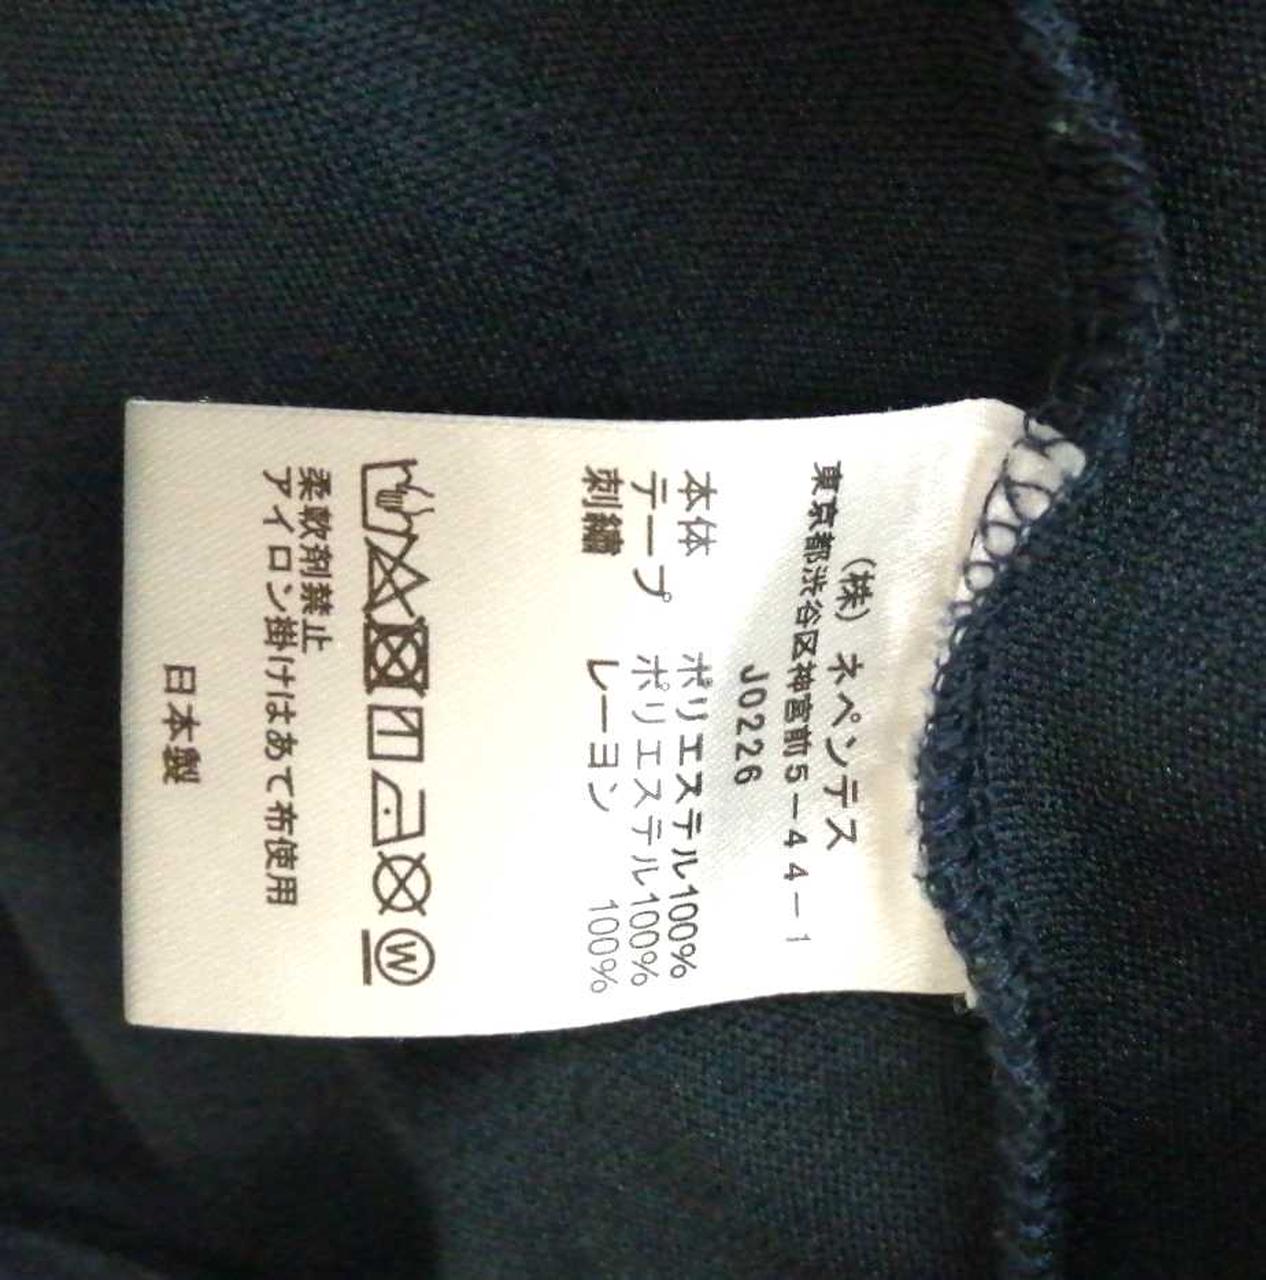 (株) ネペンテス
東京都渋谷区神宮前5－44－1
J0226
本体 ポリエステル100%
テープ ポリエステル100%
刺繍 レーヨン 100%
W
柔軟剤禁止
アイロン掛けはあて布使用
日本製